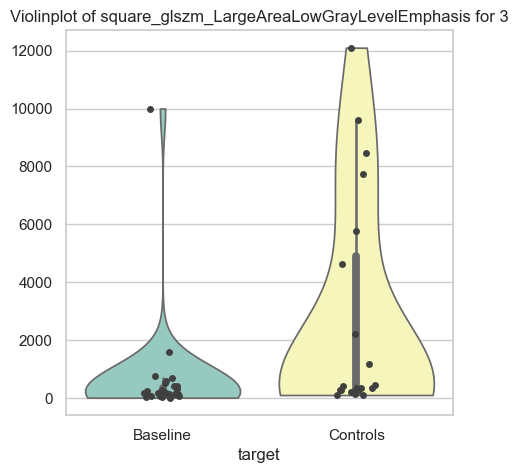 Violinplot of square_glszm_LargeAreaLowGrayLevelEmphasis for 3
12000
10000
8000
6000
4000
2000
0
Baseline
Controls
target